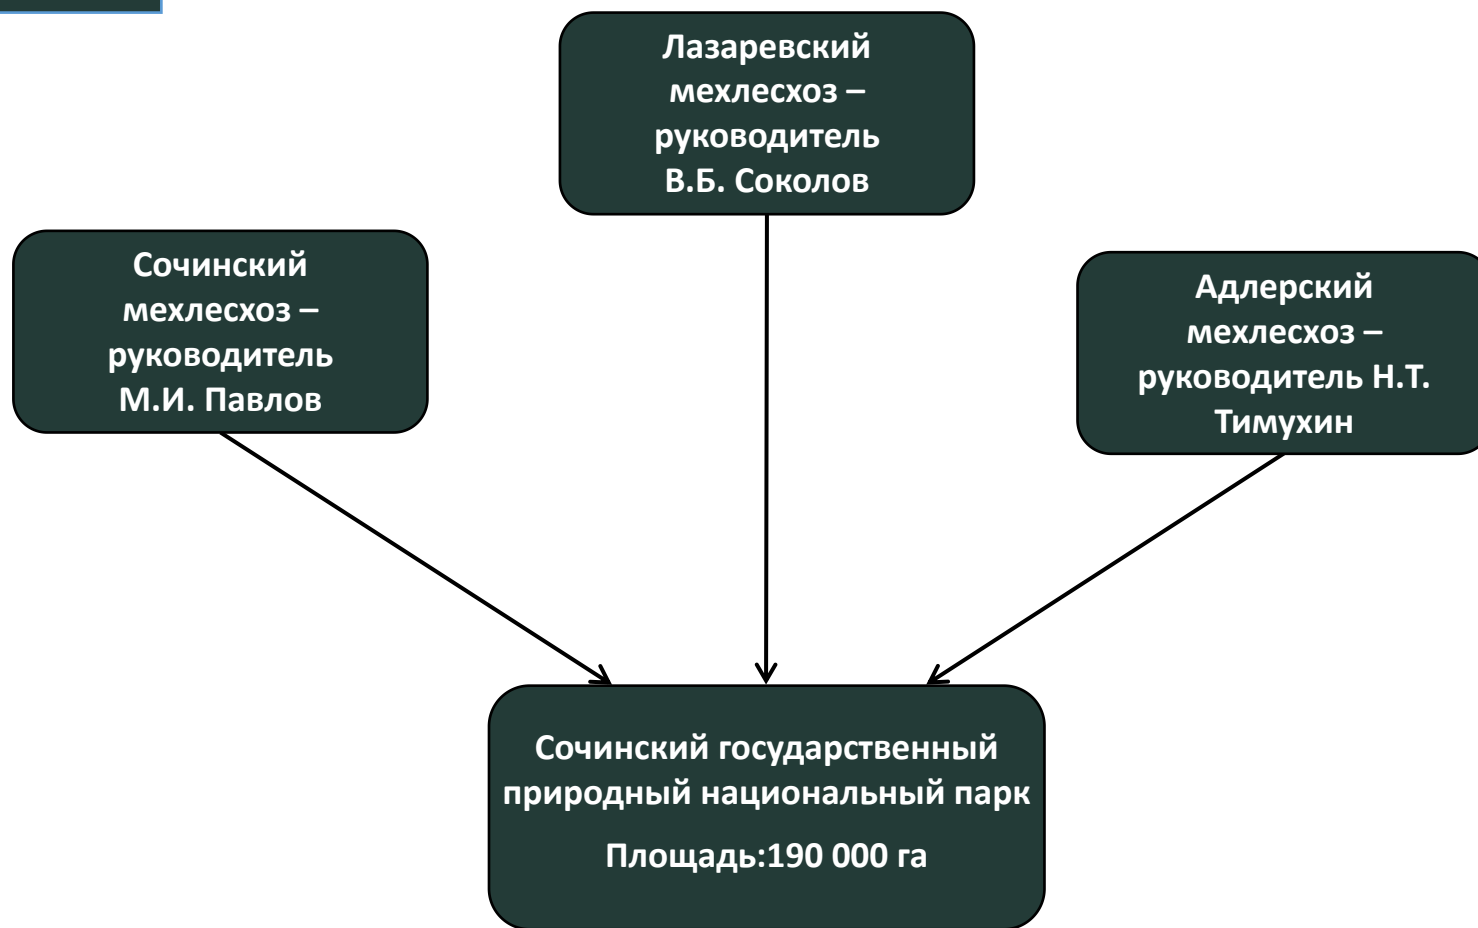 Лазаревский
мехлесхоз –
руководитель
В.Б. Соколов
Сочинский
мехлесхоз –
руководитель
М.И. Павлов
Адлерский
мехлесхоз –
руководитель Н.Т.
Тимухин
Сочинский государственный
природный национальный парк
Площадь:190 000 га